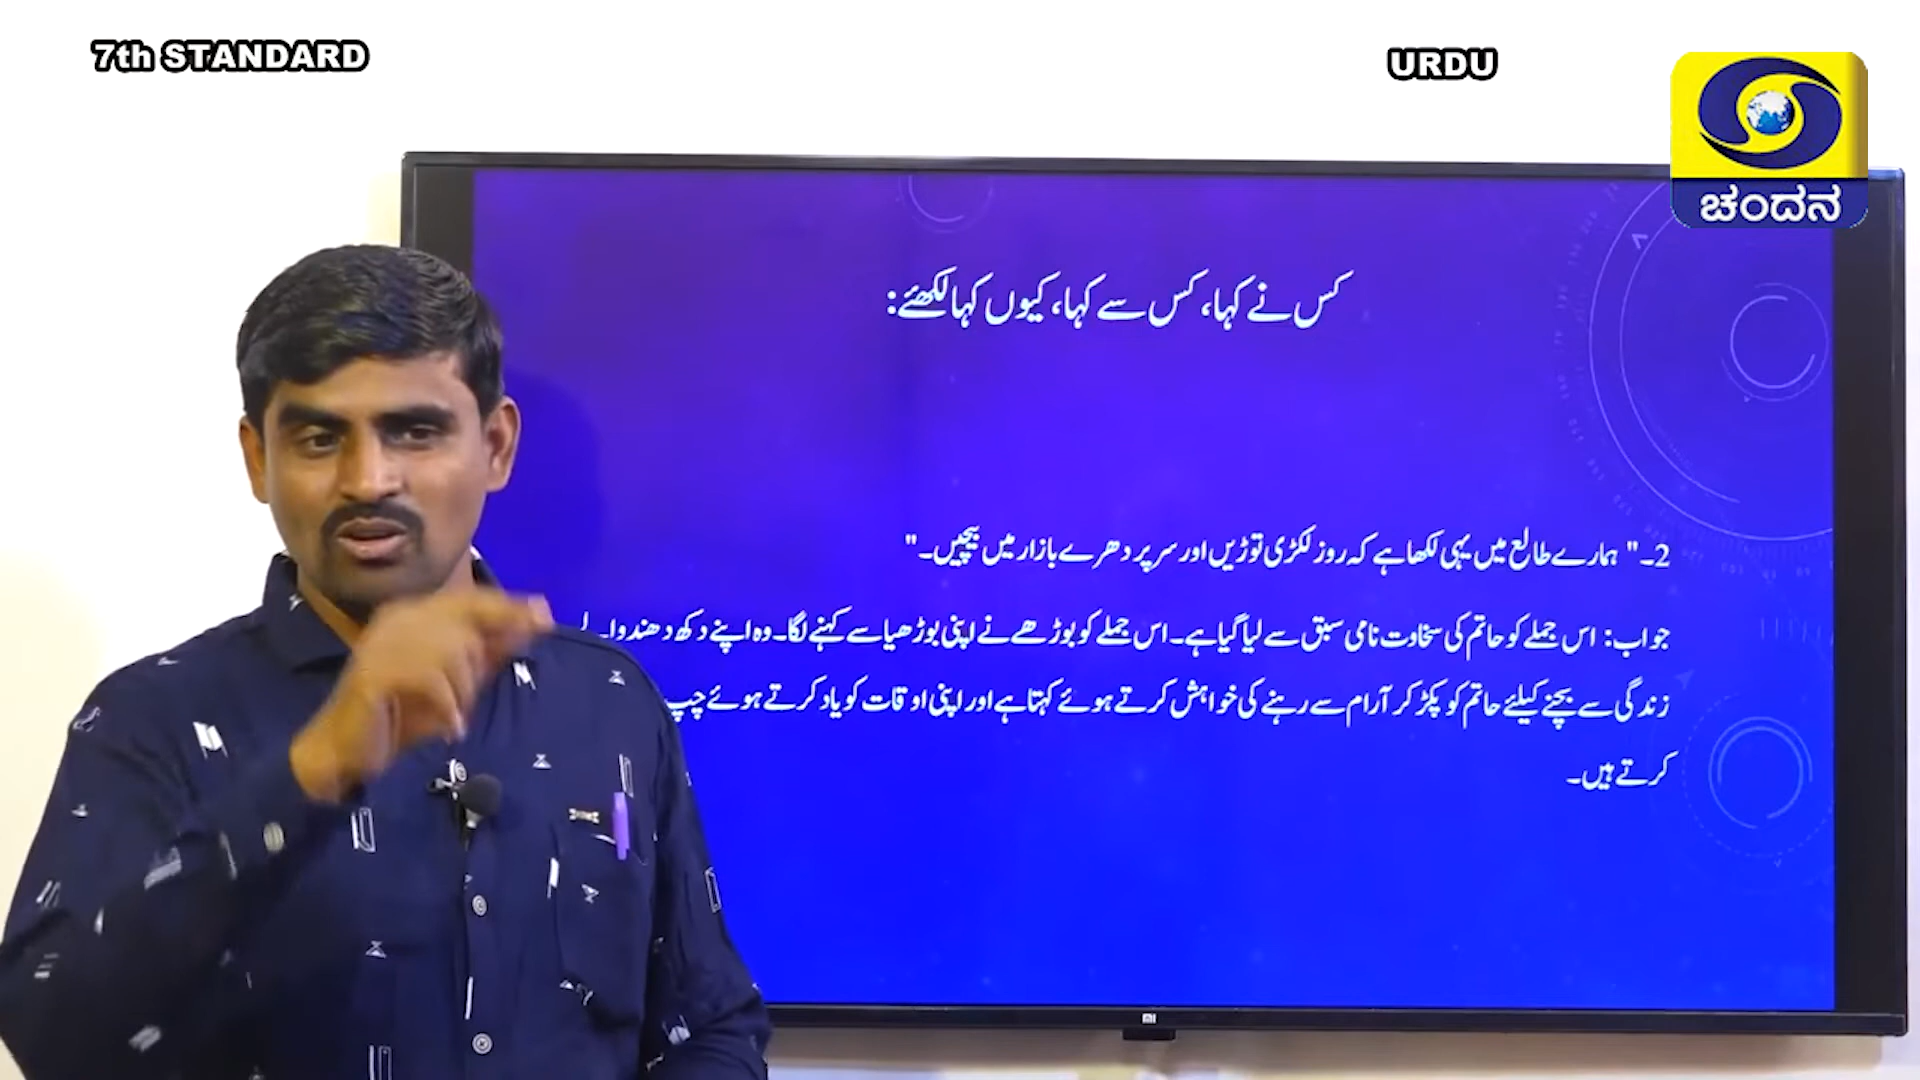 7th STANDARD
URDU
ಚಂದನ
کس نے کہا، کس سے کہا، کیوں کہا لکھئے:
2۔" ہمارے طالع میں یہی لکھا ہے کہ روز لکڑی توڑیں اور سر پر دھرے بازار میں بیچیں۔"
جواب: اس جملے کو حاتم کی سخاوت نامی سبق سے لیا گیا ہے۔ اس جملے کو بوڑھے نے اپنی بوڑھیا سے کہنے لگا۔ وہ اپنے دکھ
زندگی سے بچنے کیلئے حاتم کو پکڑ کر آرام سے رہنے کی خواہش کرتے ہوئے کہتا ہے اور اپنی اوقات کو یاد کرتے ہوئے چپ
کرتے ہیں۔
mi